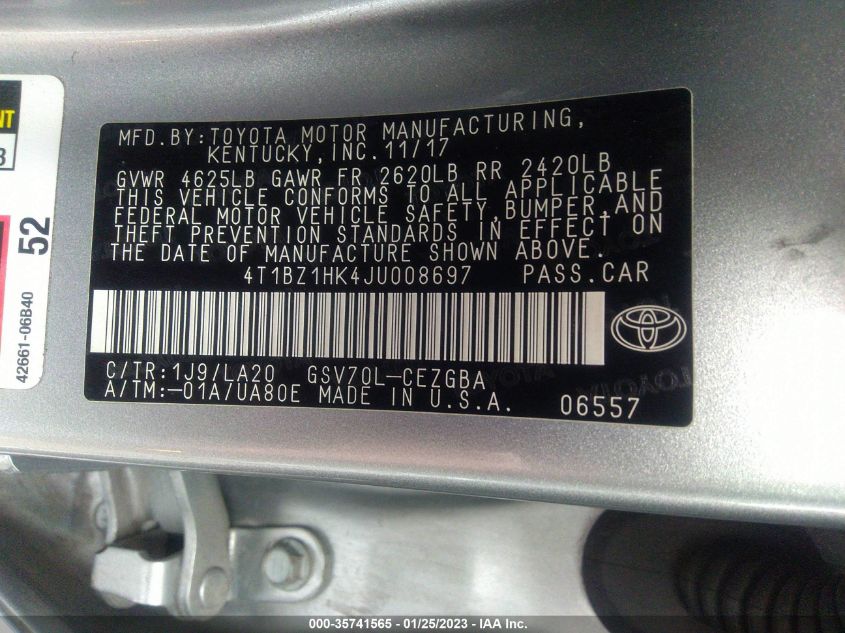 MFD.BY:TOYOTA MOTOR MANUFACTURING,
KENTUCKY,INC.11/17
GVWR 4625LB GAWR FR 2620LB RR 2420LB
THIS VEHICLE CONFORMS TO ALL APPLICABLE
FEDERAL MOTOR VEHICLE SAFETY,BUMPER,AND
THEFT PREVENTION STANDARDS IN EFFECT ON
THE DATE OF MANUFACTURE SHOWN ABOVE.
4T1BZ1HK4JU008697 PASS.CAR
C/TR:1J9/LA20 GSV70L-CEZGBA
A/TM:-01A/UA80E MADE IN U.S.A. 06557
52
42661-06B40
000-35741565 - 01/25/2023 - IAA Inc.